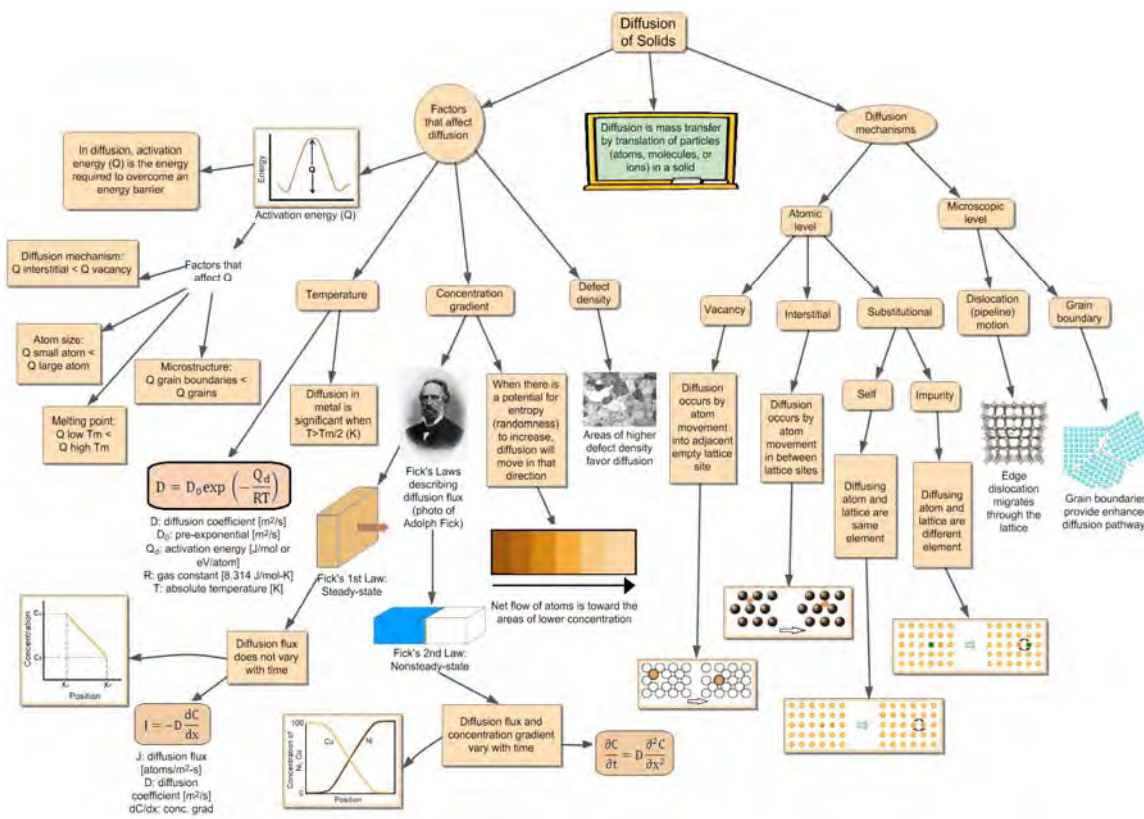 Diffusion
of Solids
Factors
that affect
diffusion
Diffusion is mass transfer
by translation of particles
(atoms, molecules, or
ions) in a solid
Diffusion
mechanisms
In diffusion, activation
energy (Q) is the energy
required to overcome an
energy barrier
Energy
Q
Activation energy (Q)
Factors that
affect Q
Diffusion mechanism:
Q interstitial < Q vacancy
Atom size:
Q small atom <
Q large atom
Melting point:
Q low Tm <
Q high Tm
Microstructure:
Q grain boundaries <
Q grains
Temperature
Diffusion in
metal is
significant when
T>Tm/2 (K)
D = D₀exp (−Q_d/RT)
D: diffusion coefficient [m²/s]
D₀: pre-exponential [m²/s]
Q_d: activation energy [J/mol or
eV/atom]
R: gas constant [8.314 J/mol-K]
T: absolute temperature [K]
Concentration
gradient
Fick's Laws
describing
diffusion flux
(photo of
Adolph Fick)
When there is
a potential for
entropy
(randomness)
to increase,
diffusion will
move in that
direction
Net flow of atoms is toward the
areas of lower concentration
Defect
density
Areas of higher
defect density
favor diffusion
Fick's 1st Law:
Steady-state
Diffusion flux
does not vary
with time
Concentration
Position
J = −D dC/dx
J: diffusion flux
[atoms/m²-s]
D: diffusion
coefficient [m²/s]
dC/dx: conc. grad
Fick's 2nd Law:
Nonsteady-state
Diffusion flux and
concentration gradient
vary with time
Concentration of
Ni, Cu
100
0
Cu
Ni
Position
∂C/∂t = D ∂²C/∂x²
Atomic
level
Microscopic
level
Vacancy
Interstitial
Substitutional
Dislocation
(pipeline)
motion
Grain
boundary
Diffusion
occurs by
atom
movement
into adjacent
empty lattice
site
Diffusion
occurs by
atom
movement
in between
lattice sites
Self
Impurity
Diffusing
atom and
lattice are
same
element
Diffusing
atom and
lattice are
different
element
Edge
dislocation
migrates
through the
lattice
Grain boundaries
provide enhance
diffusion pathway